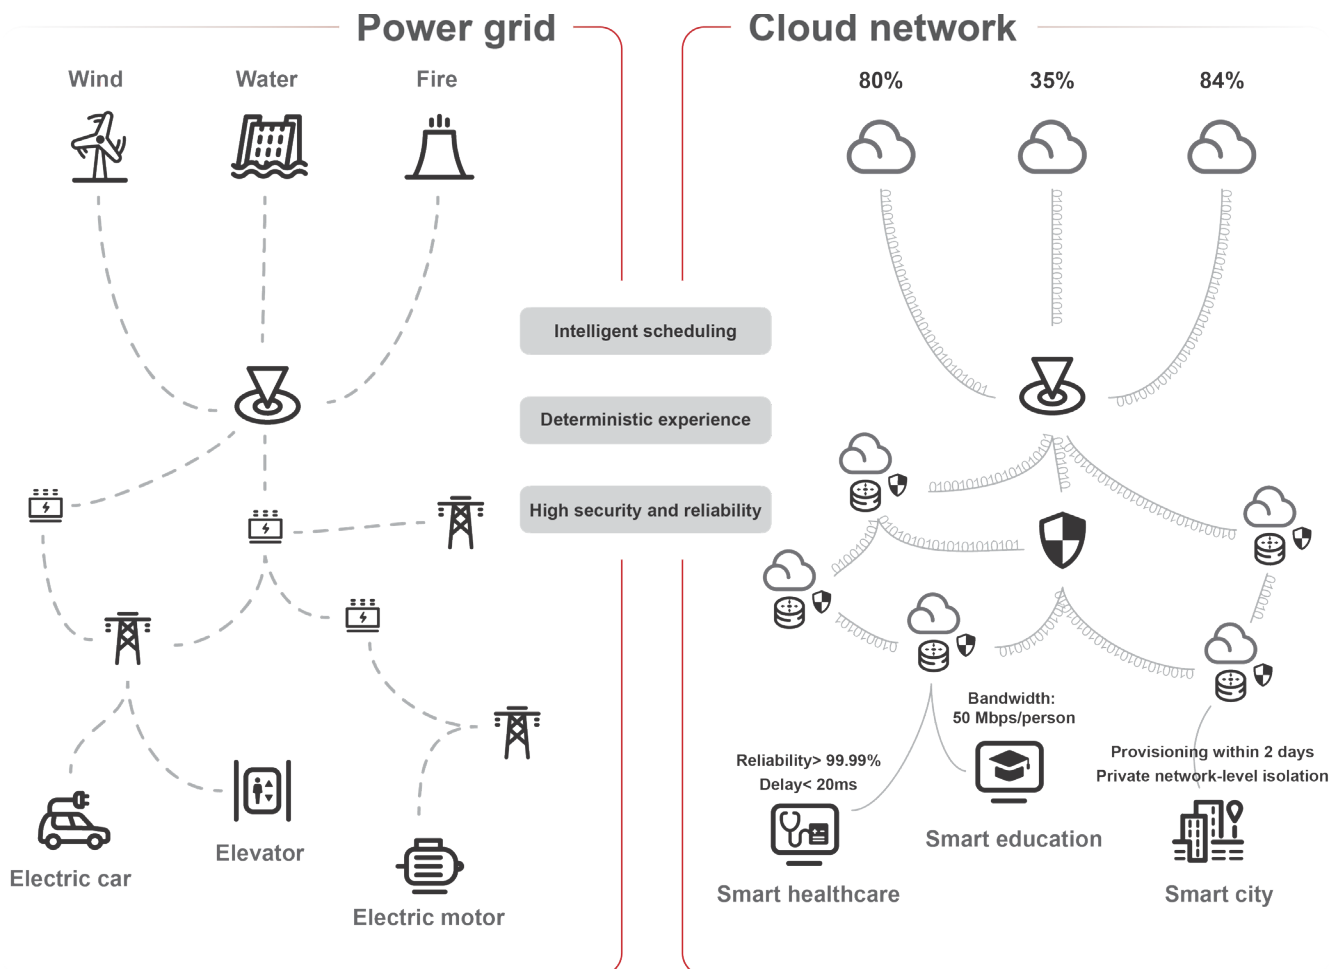 Power grid
Wind
Water
Fire
Electric car
Elevator
Electric motor
Intelligent scheduling
Deterministic experience
High security and reliability
Cloud network
80%
35%
84%
Bandwidth:
50 Mbps/person
Reliability> 99.99%
Delay< 20ms
Provisioning within 2 days
Private network-level isolation
Smart healthcare
Smart education
Smart city